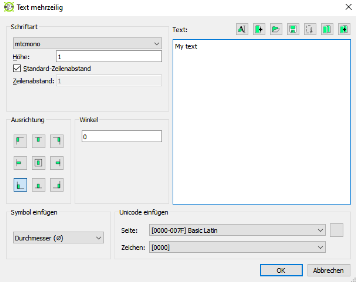 Text mehrzeilig
Schriftart
mtcmono
Höhe:
1
Standard-Zeilenabstand
Zeilenabstand:
1
Ausrichtung
Winkel
0
Text:
My text
Symbol einfügen
Durchmesser (∅)
Unicode einfügen
Seite:
[0000-007F] Basic Latin
Zeichen:
[0000]
OK
Abbrechen